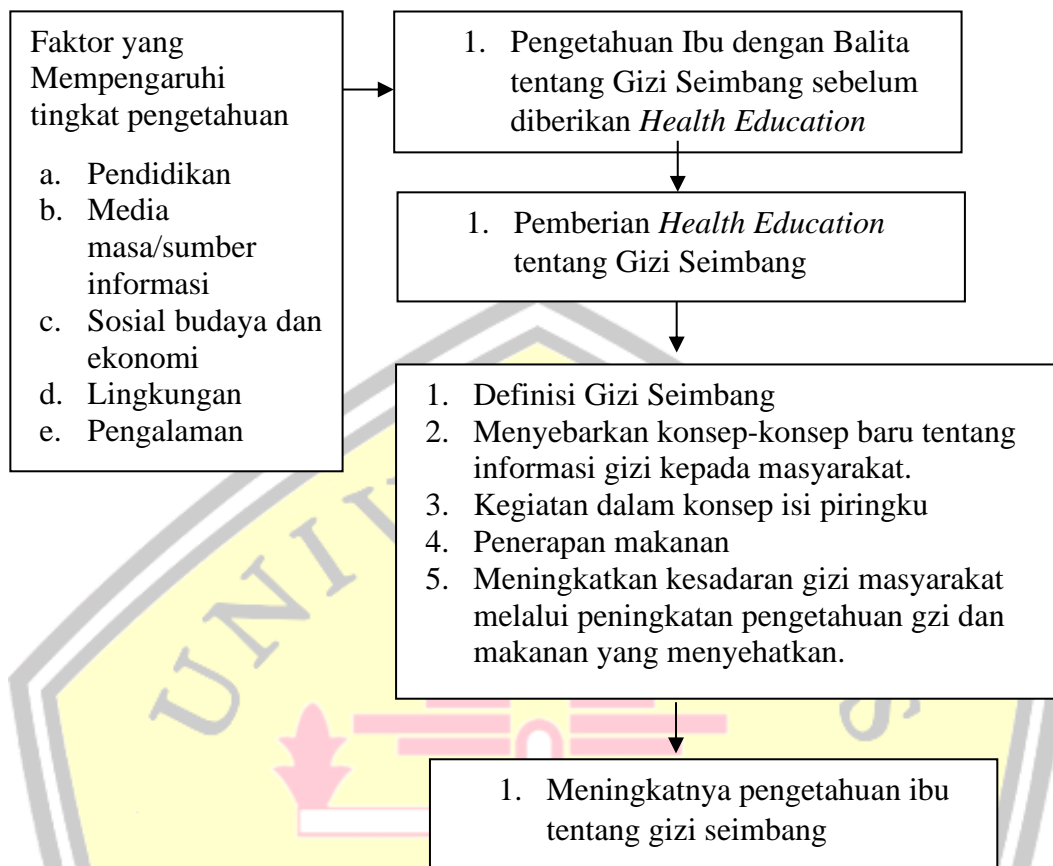 Faktor yang
Mempengaruhi
tingkat pengetahuan
a. Pendidikan
b. Media
masa/sumber
informasi
c. Sosial budaya dan
ekonomi
d. Lingkungan
e. Pengalaman
1. Pengetahuan Ibu dengan Balita
tentang Gizi Seimbang sebelum
diberikan Health Education
1. Pemberian Health Education
tentang Gizi Seimbang
1. Definisi Gizi Seimbang
2. Menyebarkan konsep-konsep baru tentang
informasi gizi kepada masyarakat.
3. Kegiatan dalam konsep isi piringku
4. Penerapan makanan
5. Meningkatkan kesadaran gizi masyarakat
melalui peningkatan pengetahuan gzi dan
makanan yang menyehatkan.
1. Meningkatnya pengetahuan ibu
tentang gizi seimbang